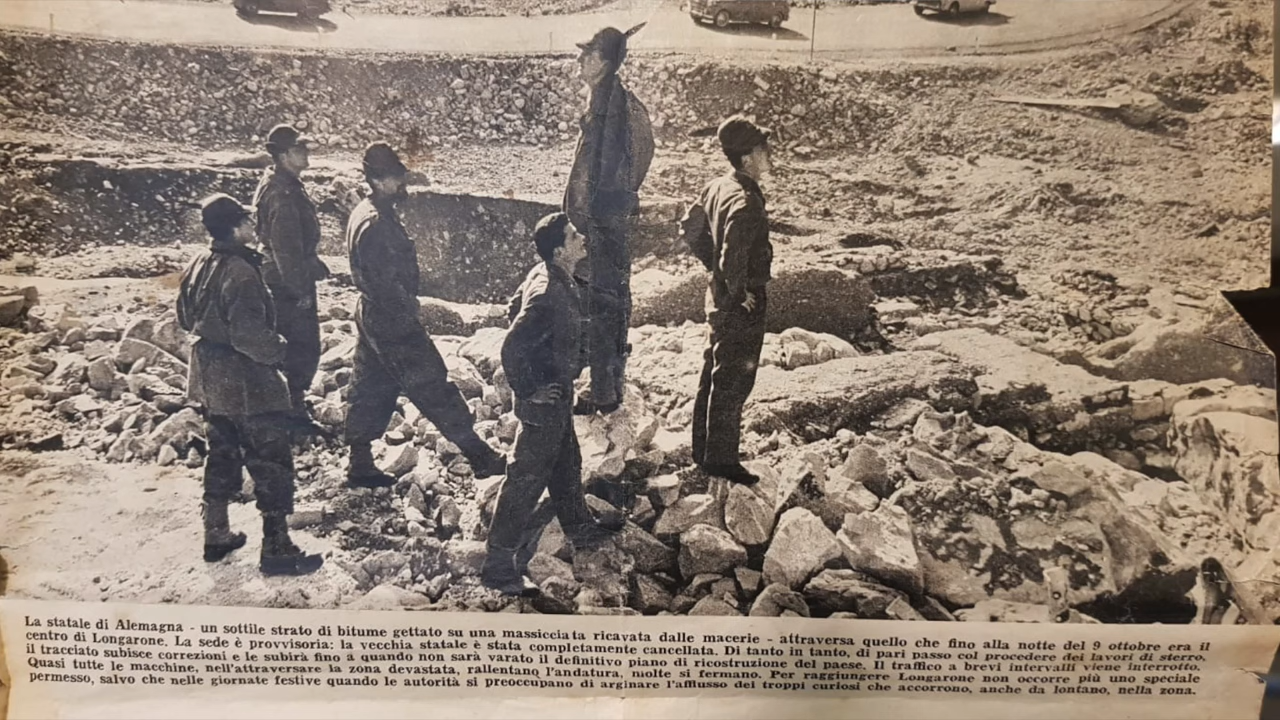 La statale di Alemagna - un sottile strato di bitume gettato su una massicciata ricavata dalle macerie - attraversa quello che fino alla notte del 9 ottobre era il
centro di Longarone. La sede è provvisoria: la vecchia statale è stata completamente cancellata. Di tanto in tanto, di pari passo col procedere dei lavori di sterro,
il tracciato subisce correzioni e le subirà fino a quando non sarà varato il definitivo piano di ricostruzione del paese. Il traffico a brevi intervalli viene interrotto.
Quasi tutte le macchine, nell'attraversare la zona devastata, rallentano l'andatura, molte si fermano. Per raggiungere Longarone non occorre più uno speciale
permesso, salvo che nelle giornate festive quando le autorità si preoccupano di arginare l'afflusso dei troppi curiosi che accorrono, anche da lontano, nella zona.